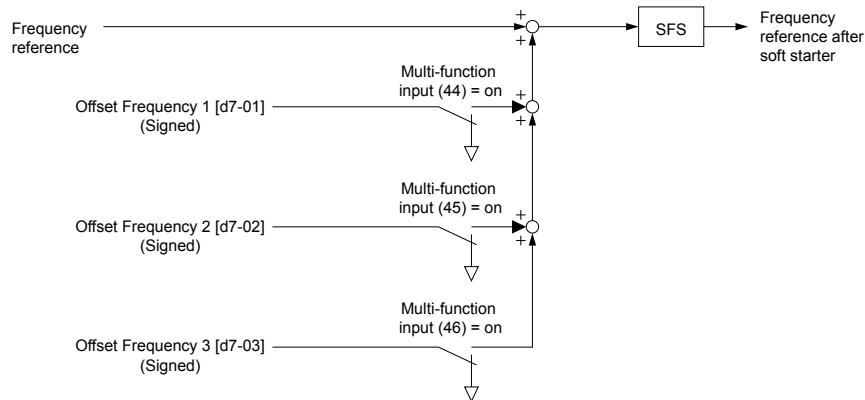 Frequency
reference
+
+
SFS
Frequency
reference after
soft starter
Multi-function
input (44) = on
Offset Frequency 1 [d7-01]
(Signed)
+
+
Multi-function
input (45) = on
Offset Frequency 2 [d7-02]
(Signed)
+
+
Multi-function
input (46) = on
Offset Frequency 3 [d7-03]
(Signed)